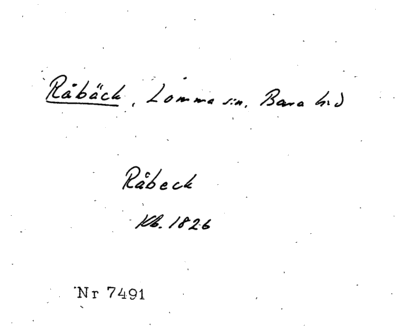 Råbäck, Lomma sn, Bara hd
Råbeck
Kb. 1826
Nr 7491